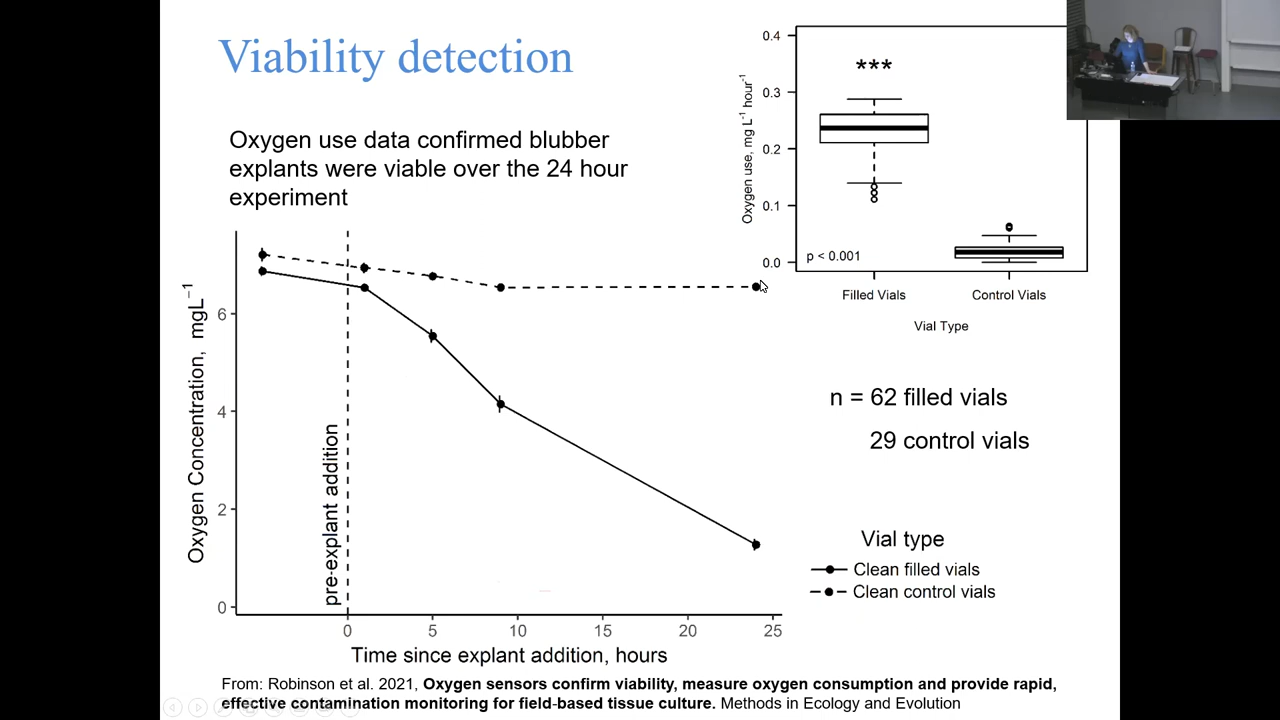 Viability detection
Oxygen use data confirmed blubber
explants were viable over the 24 hour
experiment
Oxygen use, mg L⁻¹ hour⁻¹
0.4
0.3
0.2
0.1
0.0
***
p < 0.001
Filled Vials
Control Vials
Vial Type
Oxygen Concentration, mgL⁻¹
6
4
2
0
pre-explant addition
0
5
10
15
20
25
Time since explant addition, hours
n = 62 filled vials
29 control vials
Vial type
Clean filled vials
Clean control vials
From: Robinson et al. 2021, Oxygen sensors confirm viability, measure oxygen consumption and provide rapid,
effective contamination monitoring for field-based tissue culture. Methods in Ecology and Evolution